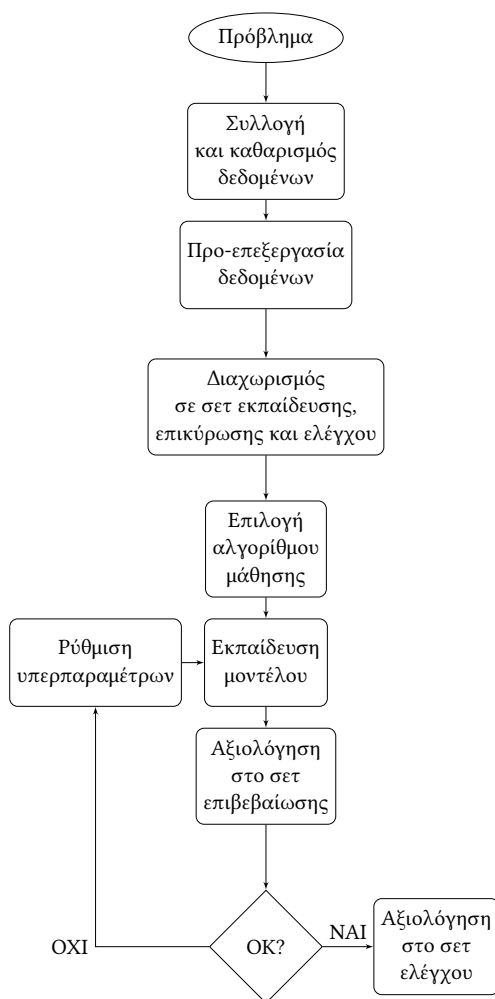 Πρόβλημα
Συλλογή
και καθαρισμός
δεδομένων
Προ-επεξεργασία
δεδομένων
Διαχωρισμός
σε σετ εκπαίδευσης,
επικύρωσης και ελέγχου
Επιλογή
αλγορίθμου
μάθησης
Ρύθμιση
υπερπαραμέτρων
Εκπαίδευση
μοντέλου
Αξιολόγηση
στο σετ
επιβεβαίωσης
ΟΧΙ
ΟΚ?
ΝΑΙ
Αξιολόγηση
στο σετ
ελέγχου